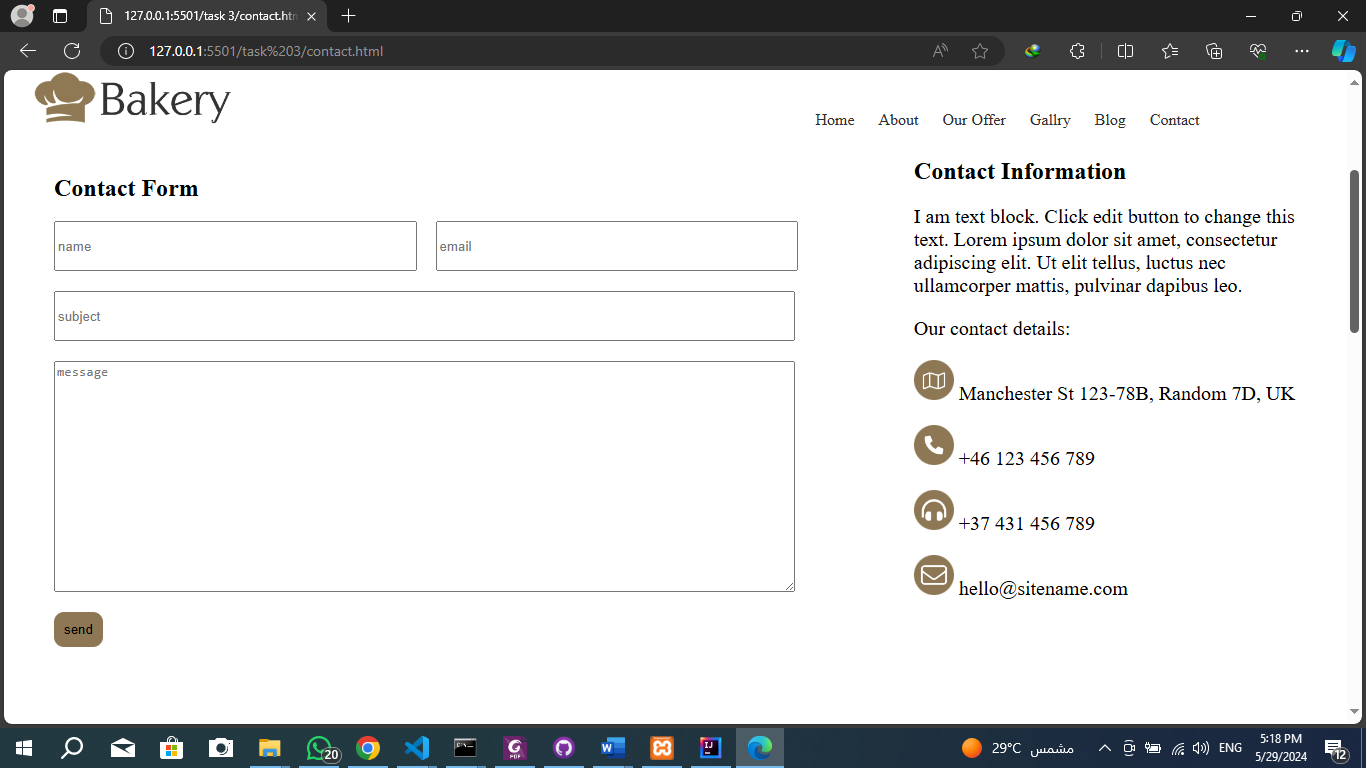 127.0.0.1:5501/task 3/contact.htm
127.0.0.1:5501/task%203/contact.html
Bakery
Home About Our Offer Gallry Blog Contact
Contact Form
name email
subject
message
send
Contact Information
I am text block. Click edit button to change this
text. Lorem ipsum dolor sit amet, consectetur
adipiscing elit. Ut elit tellus, luctus nec
ullamcorper mattis, pulvinar dapibus leo.
Our contact details:
Manchester St 123-78B, Random 7D, UK
+46 123 456 789
+37 431 456 789
hello@sitename.com
20
PDF
IJ
29°C مشمس
ENG
5:18 PM
5/29/2024
12